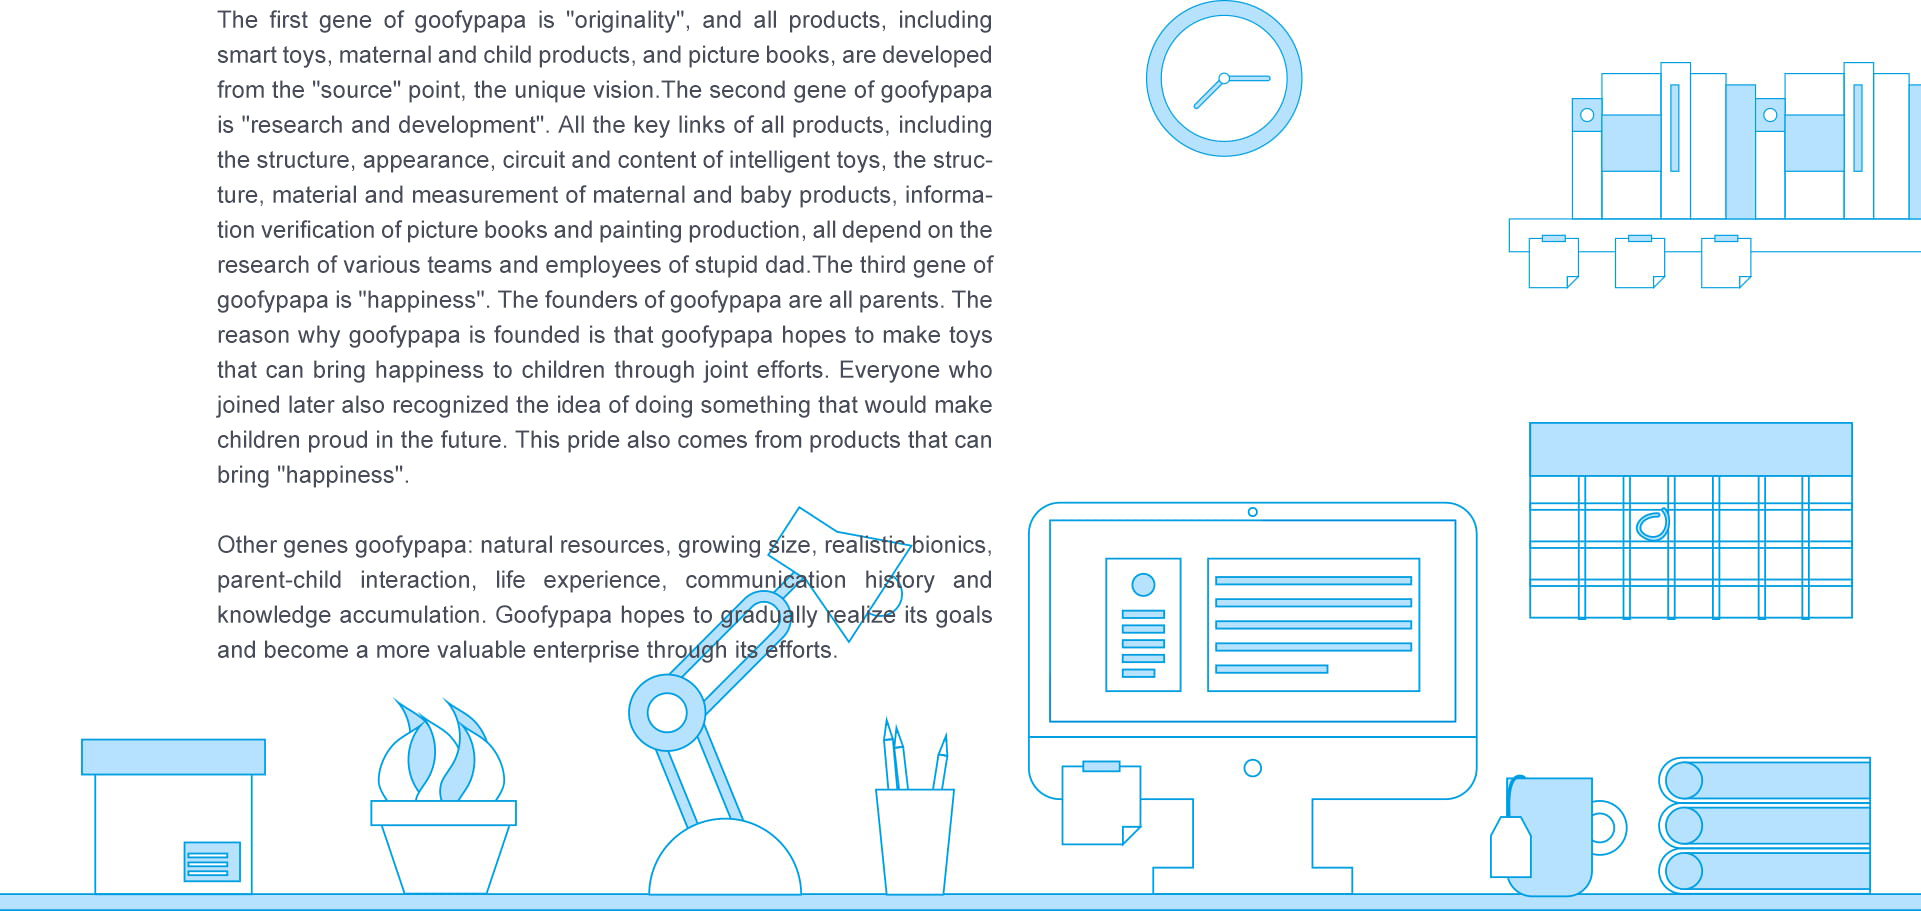 The first gene of goofypapa is "originality", and all products, including
smart toys, maternal and child products, and picture books, are developed
from the "source" point, the unique vision.The second gene of goofypapa
is "research and development". All the key links of all products, including
the structure, appearance, circuit and content of intelligent toys, the struc-
ture, material and measurement of maternal and baby products, informa-
tion verification of picture books and painting production, all depend on the
research of various teams and employees of stupid dad.The third gene of
goofypapa is "happiness". The founders of goofypapa are all parents. The
reason why goofypapa is founded is that goofypapa hopes to make toys
that can bring happiness to children through joint efforts. Everyone who
joined later also recognized the idea of doing something that would make
children proud in the future. This pride also comes from products that can
bring "happiness".
Other genes goofypapa: natural resources, growing size, realistic bionics,
parent-child interaction, life experience, communication history and
knowledge accumulation. Goofypapa hopes to gradually realize its goals
and become a more valuable enterprise through its efforts.